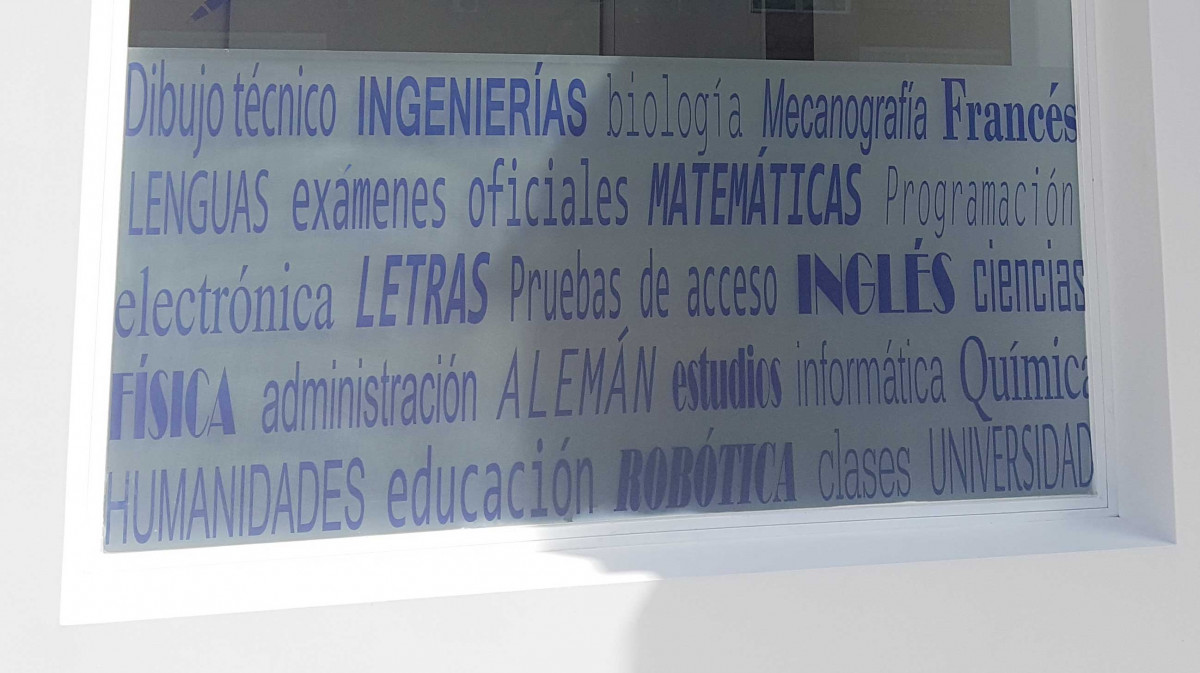 Dibujo técnico INGENIERÍAS biología Mecanografía Francés
LENGUAS exámenes oficiales MATEMÁTICAS Programación
electrónica LETRAS Pruebas de acceso INGLÉS ciencias
FÍSICA administración ALEMÁN estudios informática Química
HUMANIDADES educación ROBÓTICA clases UNIVERSIDAD